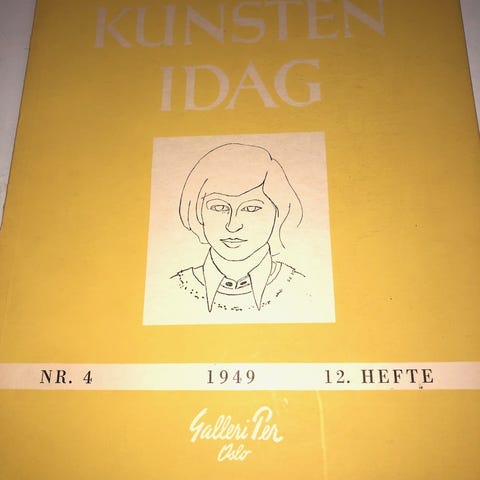 KUNSTEN
IDAG
NR. 4 1949 12. HEFTE
Galleri Per
Oslo